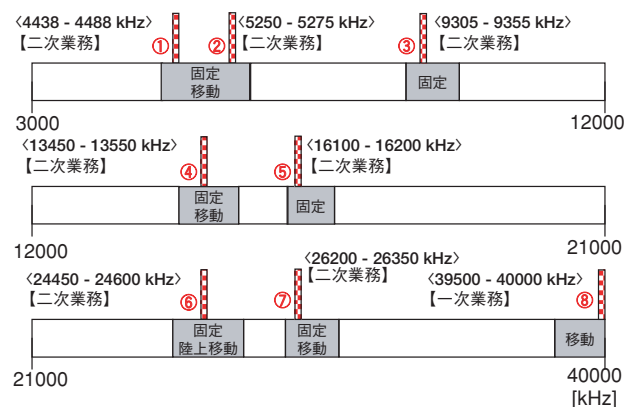 〈4438 - 4488 kHz〉 〈5250 - 5275 kHz〉 〈9305 - 9355 kHz〉
【二次業務】 ① ② 【二次業務】 ③ 【二次業務】
固定 固定
移動
3000 12000
〈13450 - 13550 kHz〉 〈16100 - 16200 kHz〉
【二次業務】 ④ ⑤ 【二次業務】
固定 固定
移動
12000 21000
〈24450 - 24600 kHz〉 〈26200 - 26350 kHz〉 〈39500 - 40000 kHz〉
【二次業務】 ⑥ ⑦ 【二次業務】 【一次業務】 ⑧
固定 固定 移動
陸上移動 移動
21000 40000
[kHz]